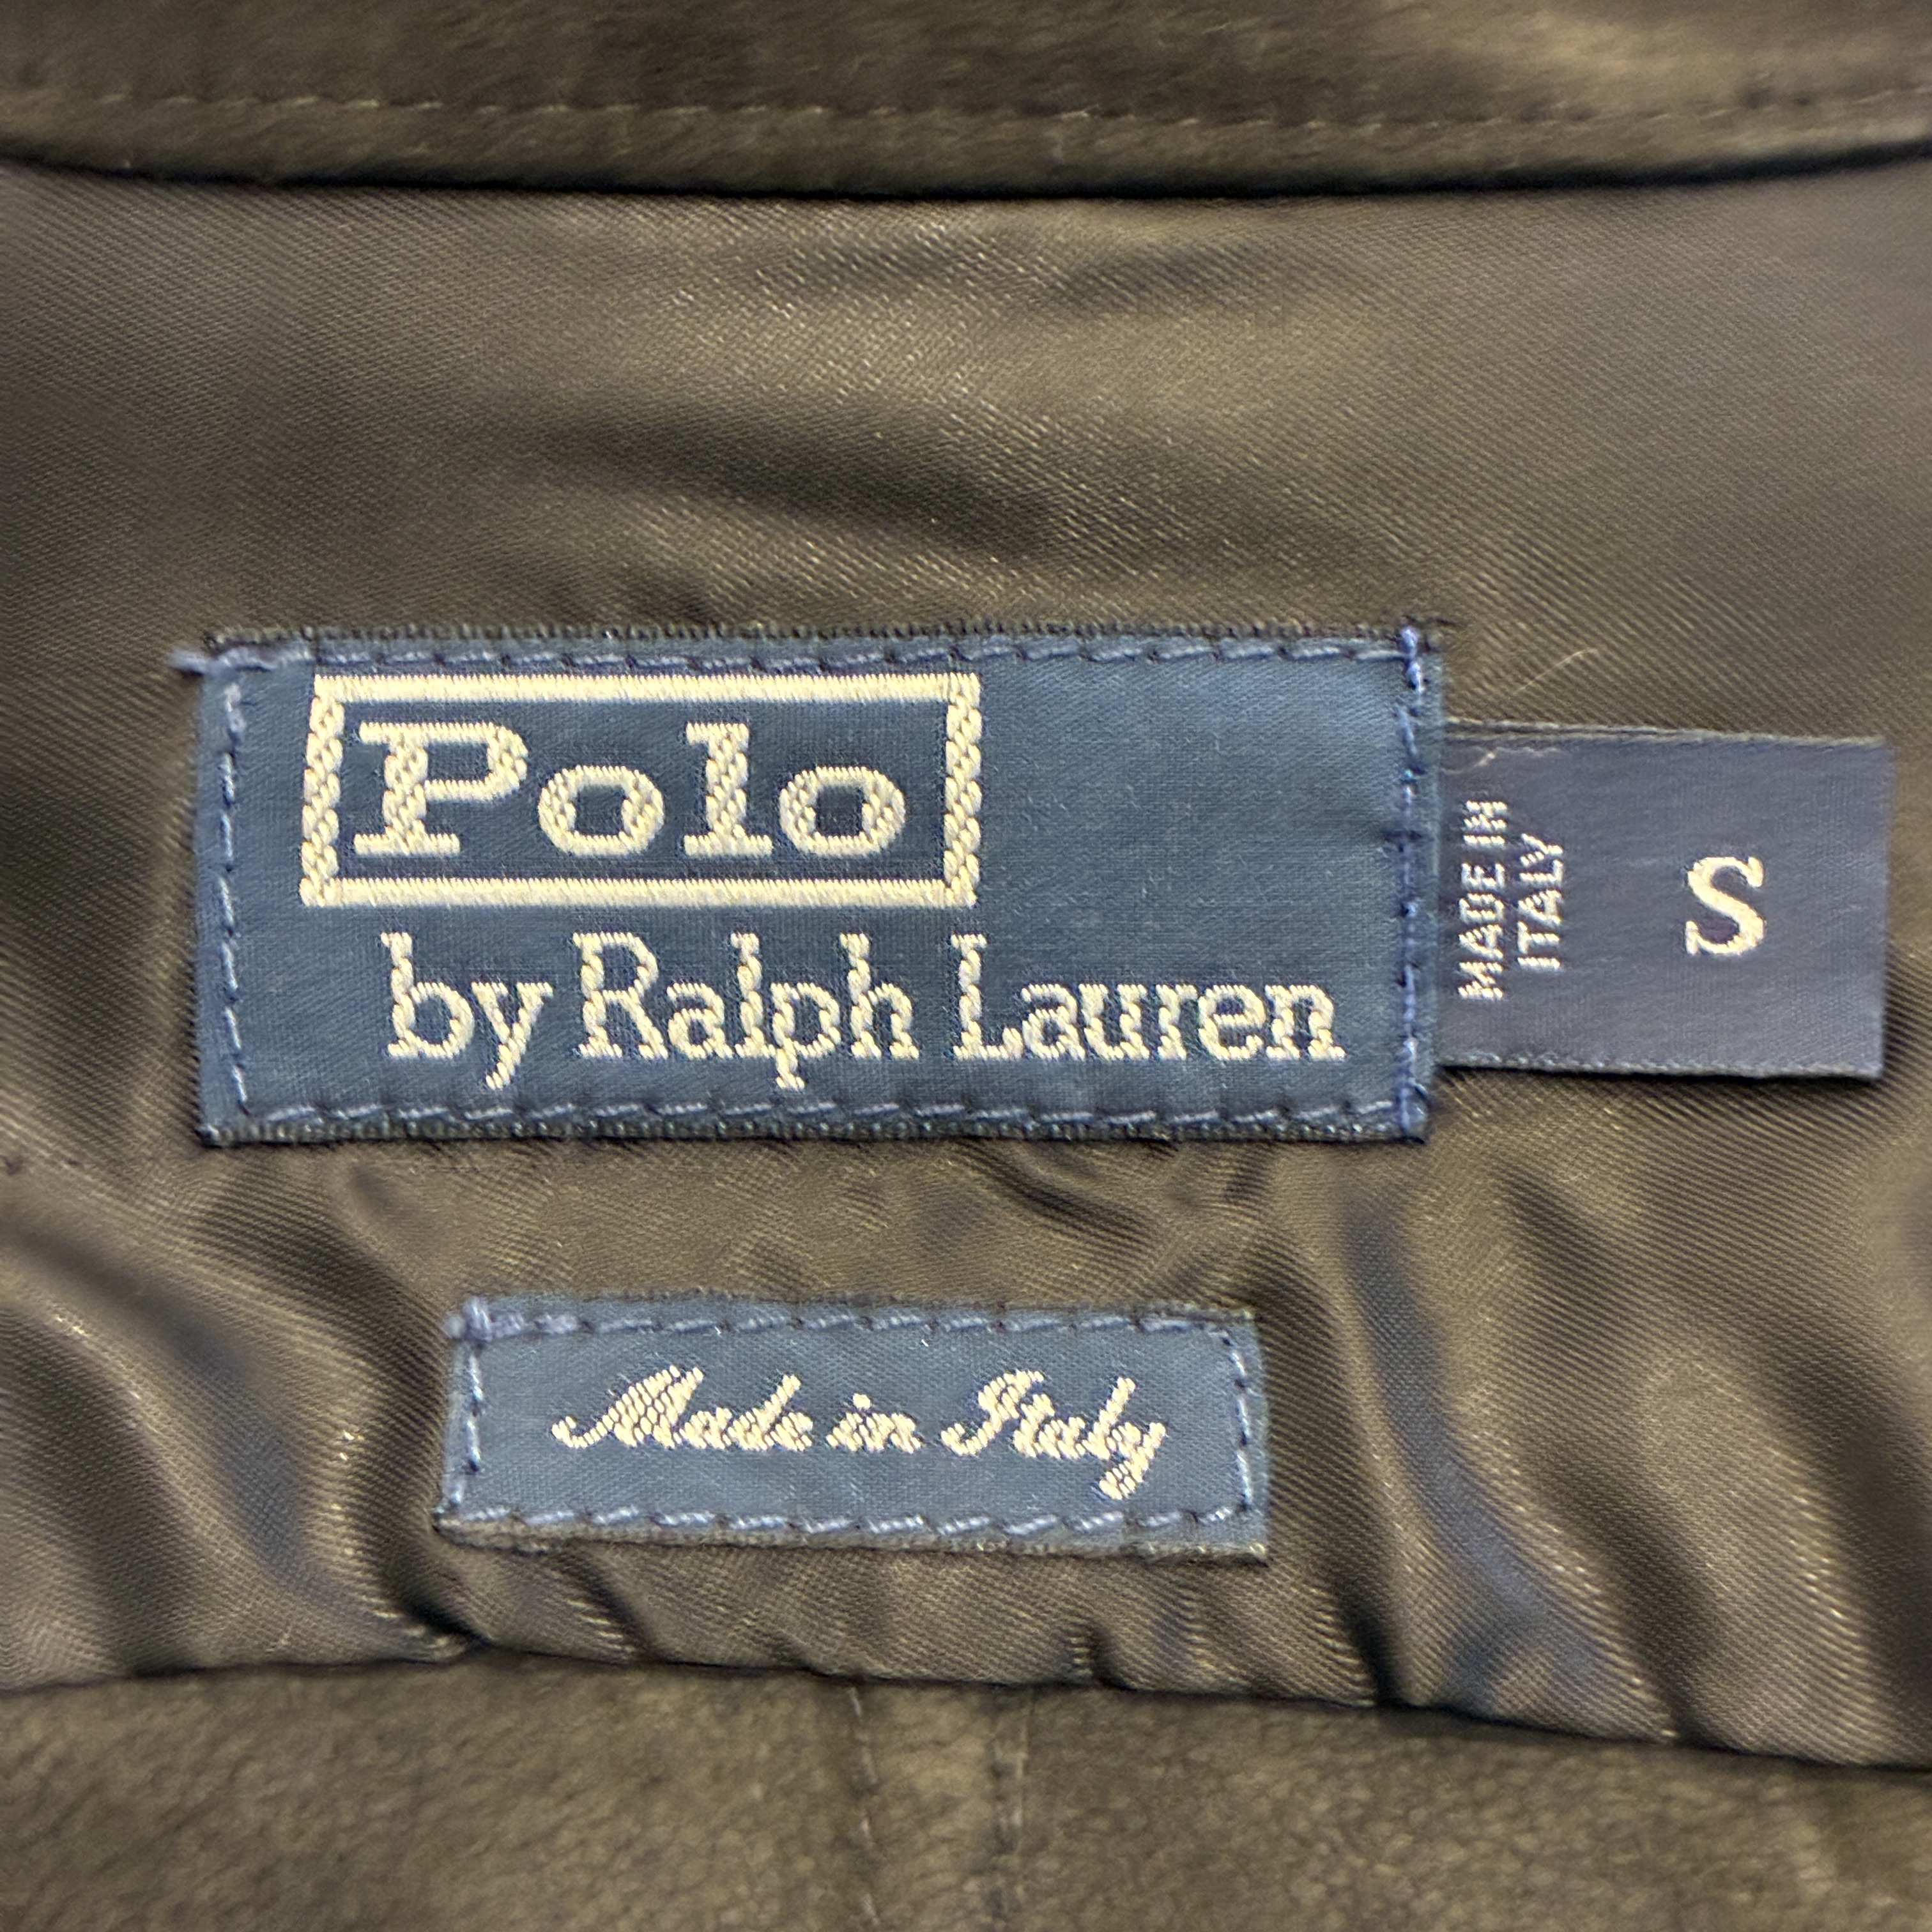 Polo
by Ralph Lauren
MADE IN
ITALY
S
Made in Italy